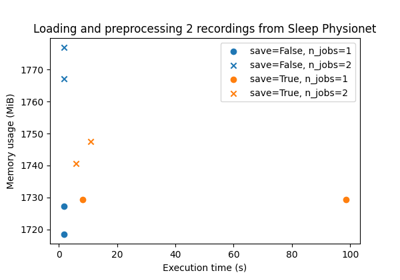 Loading and preprocessing 2 recordings from Sleep Physionet
save=False, n_jobs=1
save=False, n_jobs=2
save=True, n_jobs=1
save=True, n_jobs=2
Memory usage (MiB)
1770
1760
1750
1740
1730
1720
0 20 40 60 80 100
Execution time (s)